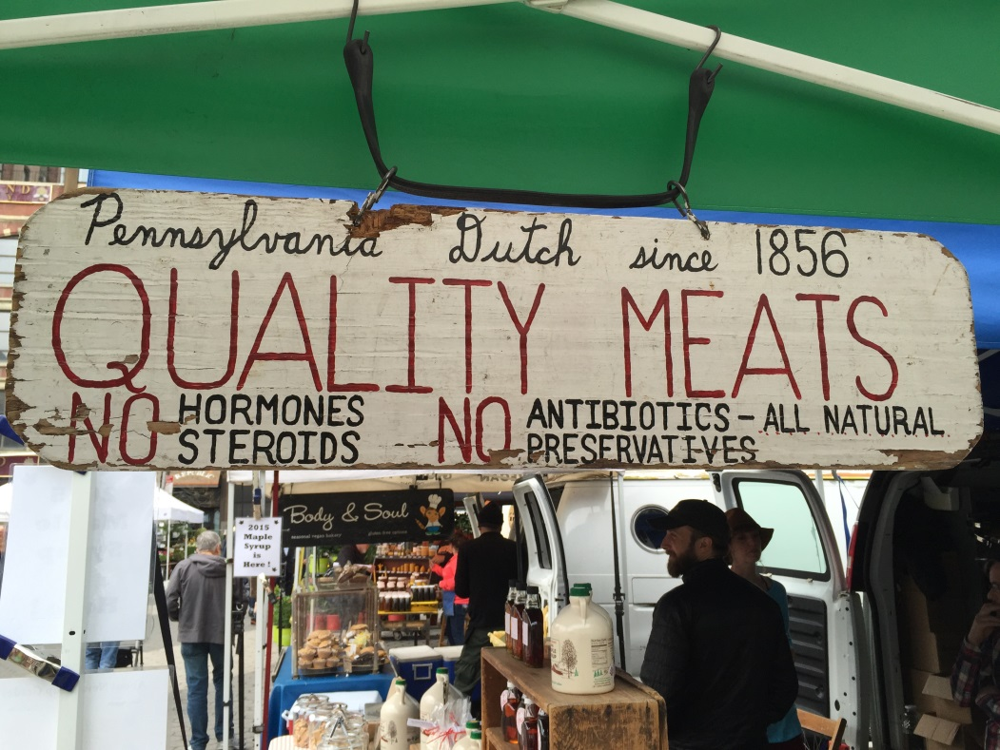 Pennsylvania Dutch since 1856
QUALITY MEATS
NO HORMONES NO ANTIBIOTICS - ALL NATURAL
STEROIDS PRESERVATIVES
Body & Soul
2015
Maple
Syrup
is
Here!